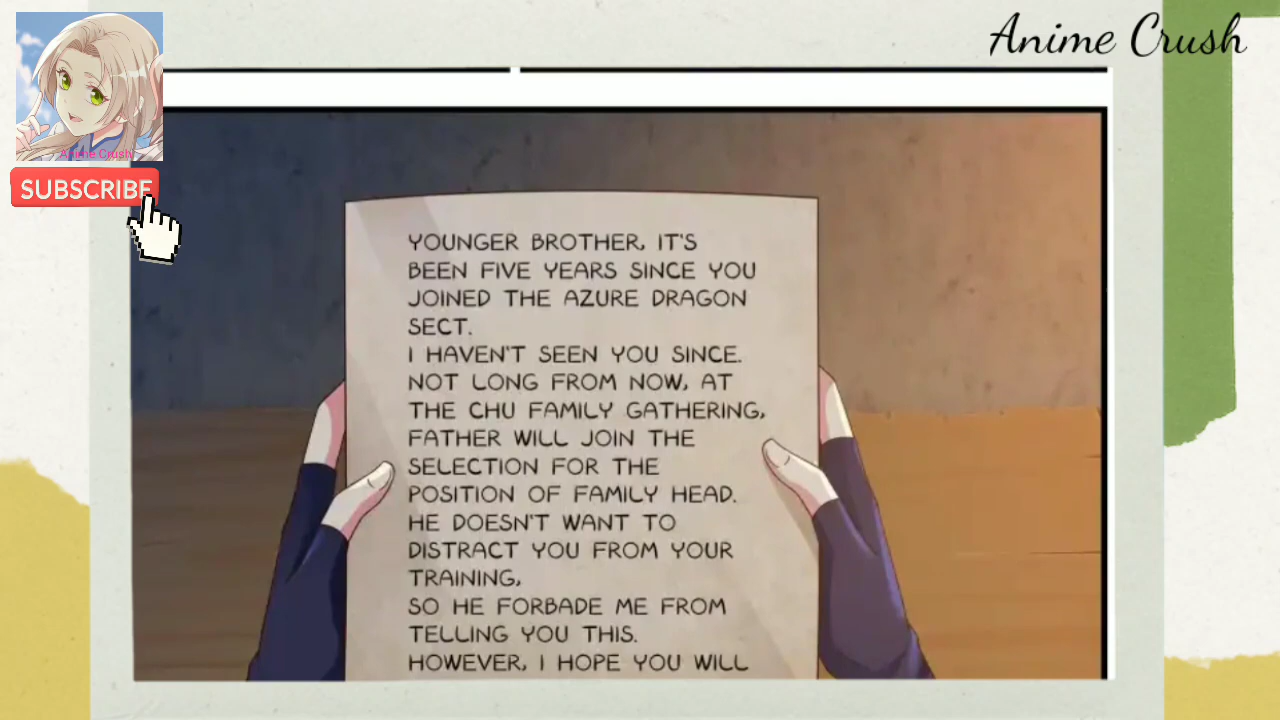 Anime Crush
Anime Crush
SUBSCRIBE
YOUNGER BROTHER, IT'S
BEEN FIVE YEARS SINCE YOU
JOINED THE AZURE DRAGON
SECT.
I HAVEN'T SEEN YOU SINCE.
NOT LONG FROM NOW, AT
THE CHU FAMILY GATHERING,
FATHER WILL JOIN THE
SELECTION FOR THE
POSITION OF FAMILY HEAD.
HE DOESN'T WANT TO
DISTRACT YOU FROM YOUR
TRAINING,
SO HE FORBADE ME FROM
TELLING YOU THIS.
HOWEVER, I HOPE YOU WILL